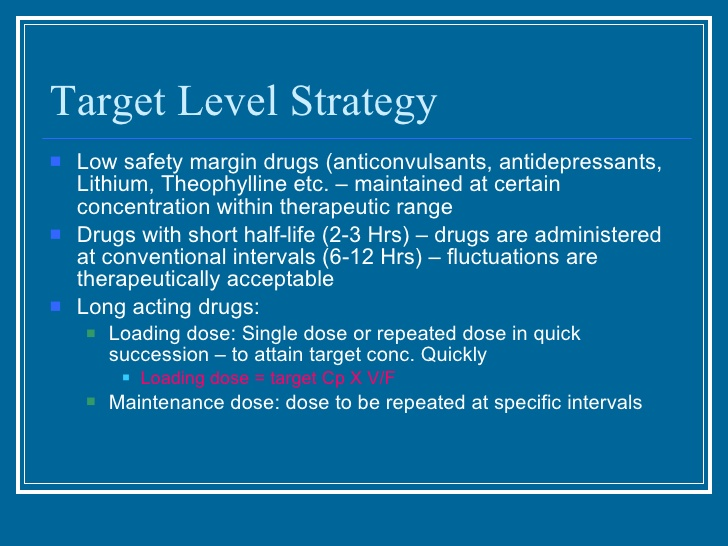 Target Level Strategy
Low safety margin drugs (anticonvulsants, antidepressants,
Lithium, Theophylline etc. – maintained at certain
concentration within therapeutic range
Drugs with short half-life (2-3 Hrs) – drugs are administered
at conventional intervals (6-12 Hrs) – fluctuations are
therapeutically acceptable
Long acting drugs:
Loading dose: Single dose or repeated dose in quick
succession – to attain target conc. Quickly
Loading dose = target Cp X V/F
Maintenance dose: dose to be repeated at specific intervals